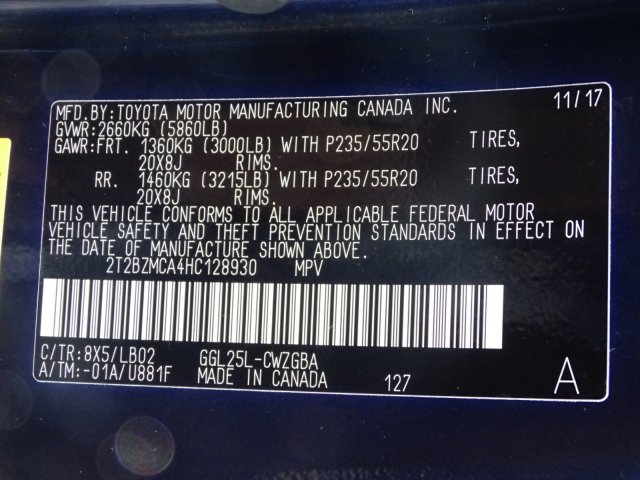 MFD.BY:TOYOTA MOTOR MANUFACTURING CANADA INC. 11/17
GVWR:2660KG (5860LB)
GAWR:FRT. 1360KG (3000LB) WITH P235/55R20 TIRES,
20X8J RIMS.
RR. 1460KG (3215LB) WITH P235/55R20 TIRES,
20X8J RIMS.
THIS VEHICLE CONFORMS TO ALL APPLICABLE FEDERAL MOTOR
VEHICLE SAFETY AND THEFT PREVENTION STANDARDS IN EFFECT ON
THE DATE OF MANUFACTURE SHOWN ABOVE.
2T2BZMCA4HC128930 MPV
C/TR:8X5/LB02 GGL25L-CWZGBA
A/TM:-01A/U881F MADE IN CANADA 127 A